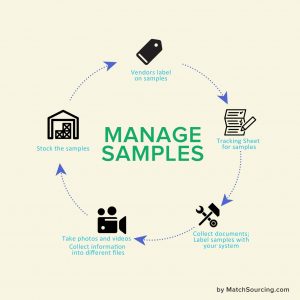 Vendors label
on samples
Tracking Sheet
for samples
Stock the samples
MANAGE
SAMPLES
Take photos and videos
Collect information
into different files
Collect documents;
Label samples with
your system
by MatchSourcing.com